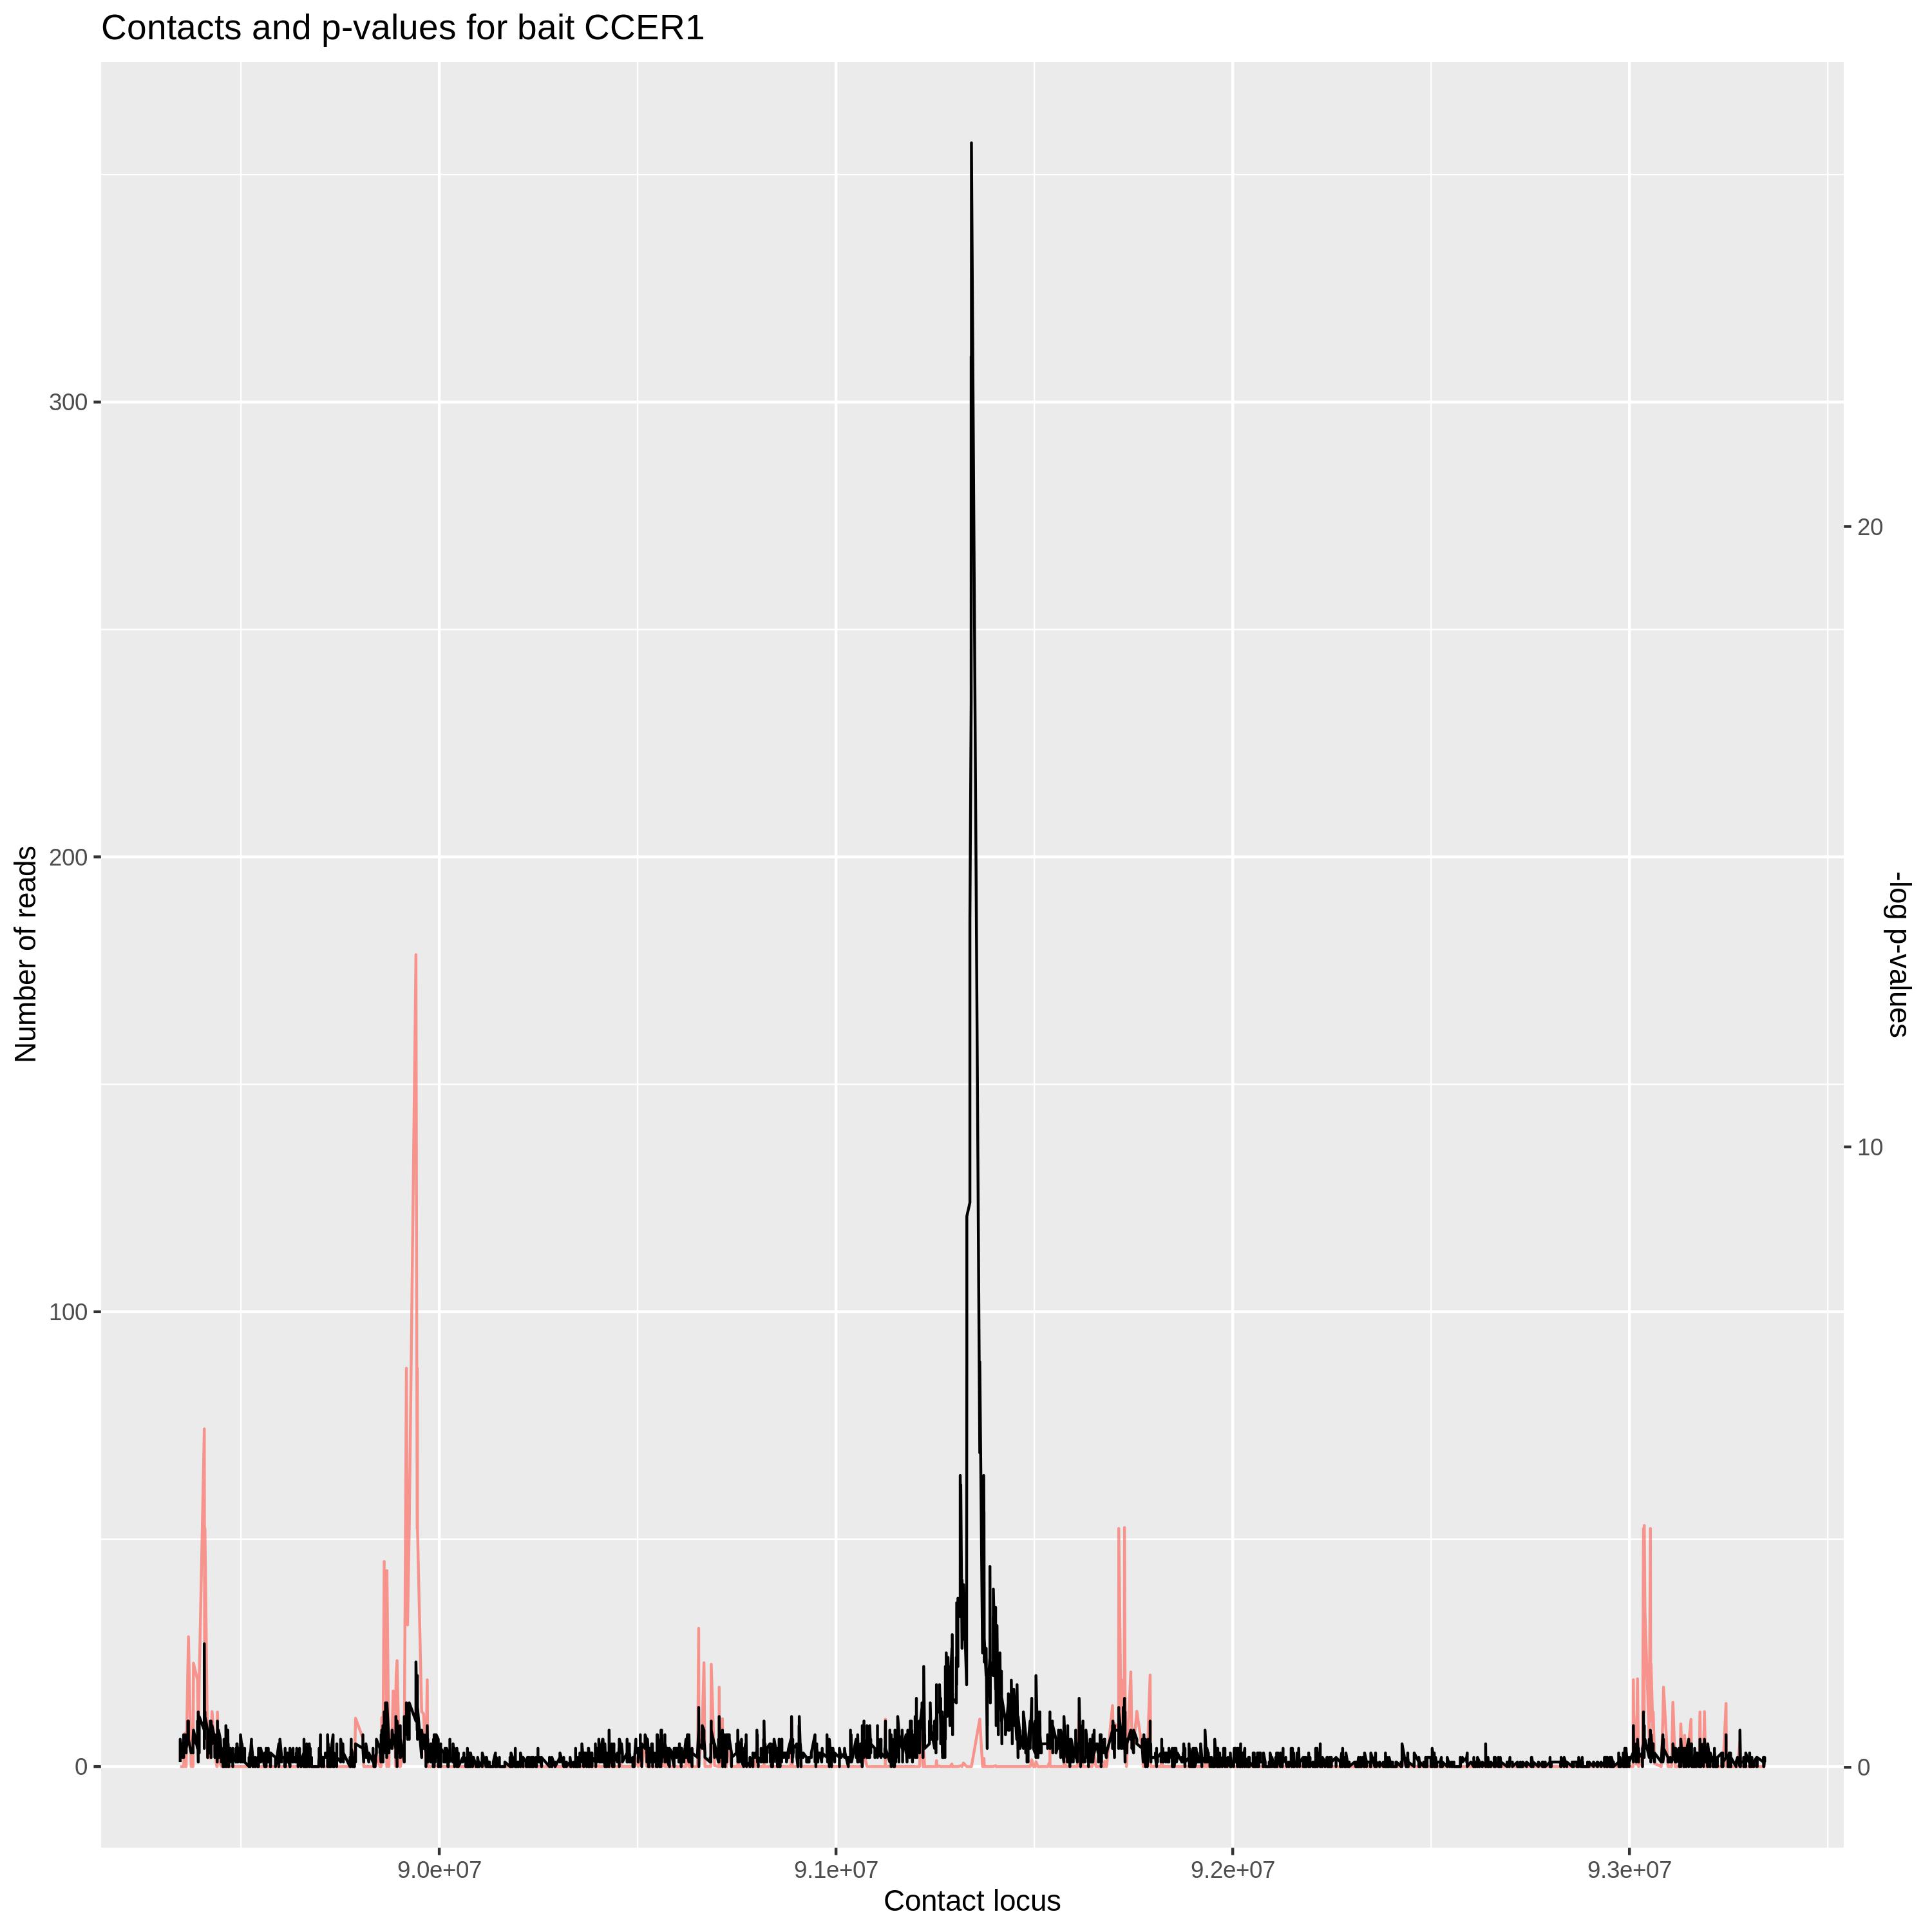 Contacts and p-values for bait CCER1
Number of reads
300
200
100
0
20
10
0
-log p-values
9.0e+07
9.1e+07
9.2e+07
9.3e+07
Contact locus